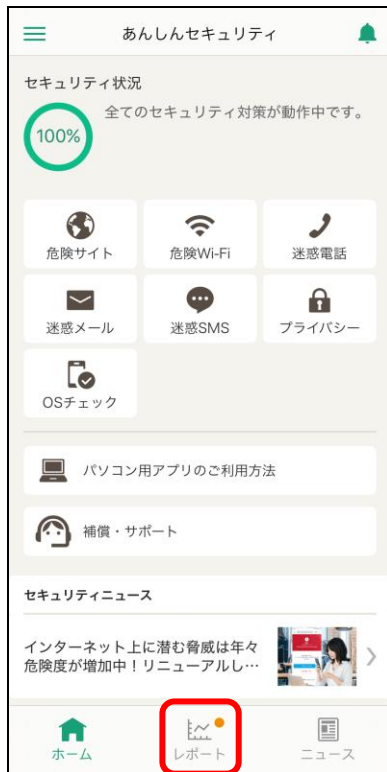 あんしんセキュリティ
セキュリティ状況
100%
全てのセキュリティ対策が動作中です。
危険サイト
危険Wi-Fi
迷惑電話
迷惑メール
迷惑SMS
プライバシー
OSチェック
パソコン用アプリのご利用方法
補償・サポート
セキュリティニュース
インターネット上に潜む脅威は年々
危険度が増加中！リニューアルし…
ホーム
レポート
ニュース